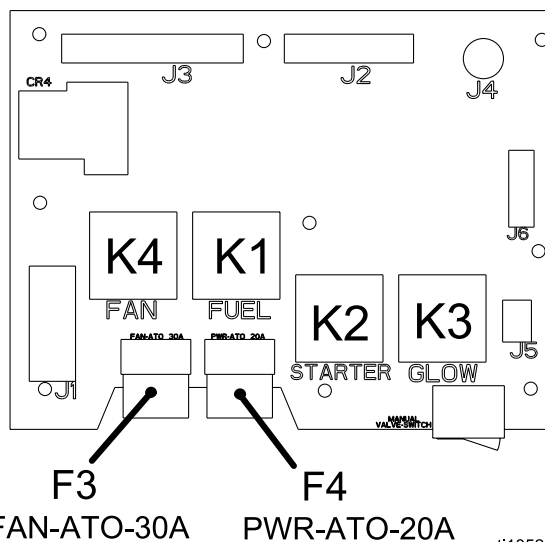 J3
J2
J4
CR4
J6
K4
K1
FAN
FUEL
K2
K3
J5
FAN-ATO 30A
PWR-ATO 20A
STARTER
GLOW
J1
MANUAL
VALVE-SWITCH
F3
F4
FAN-ATO-30A
PWR-ATO-20A